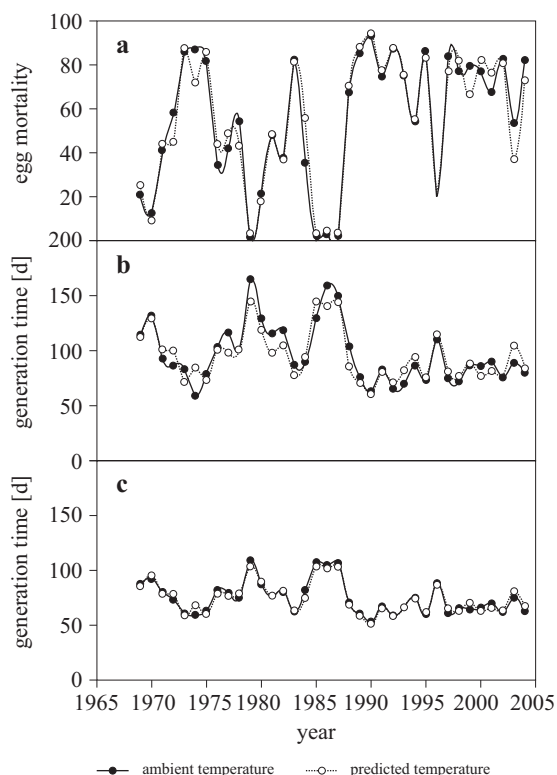 100
a
80
60
40
20
egg mortality
200
b
150
100
50
0
generation time [d]
c
150
100
50
0
generation time [d]
1965 1970 1975 1980 1985 1990 1995 2000 2005
year
ambient temperature predicted temperature